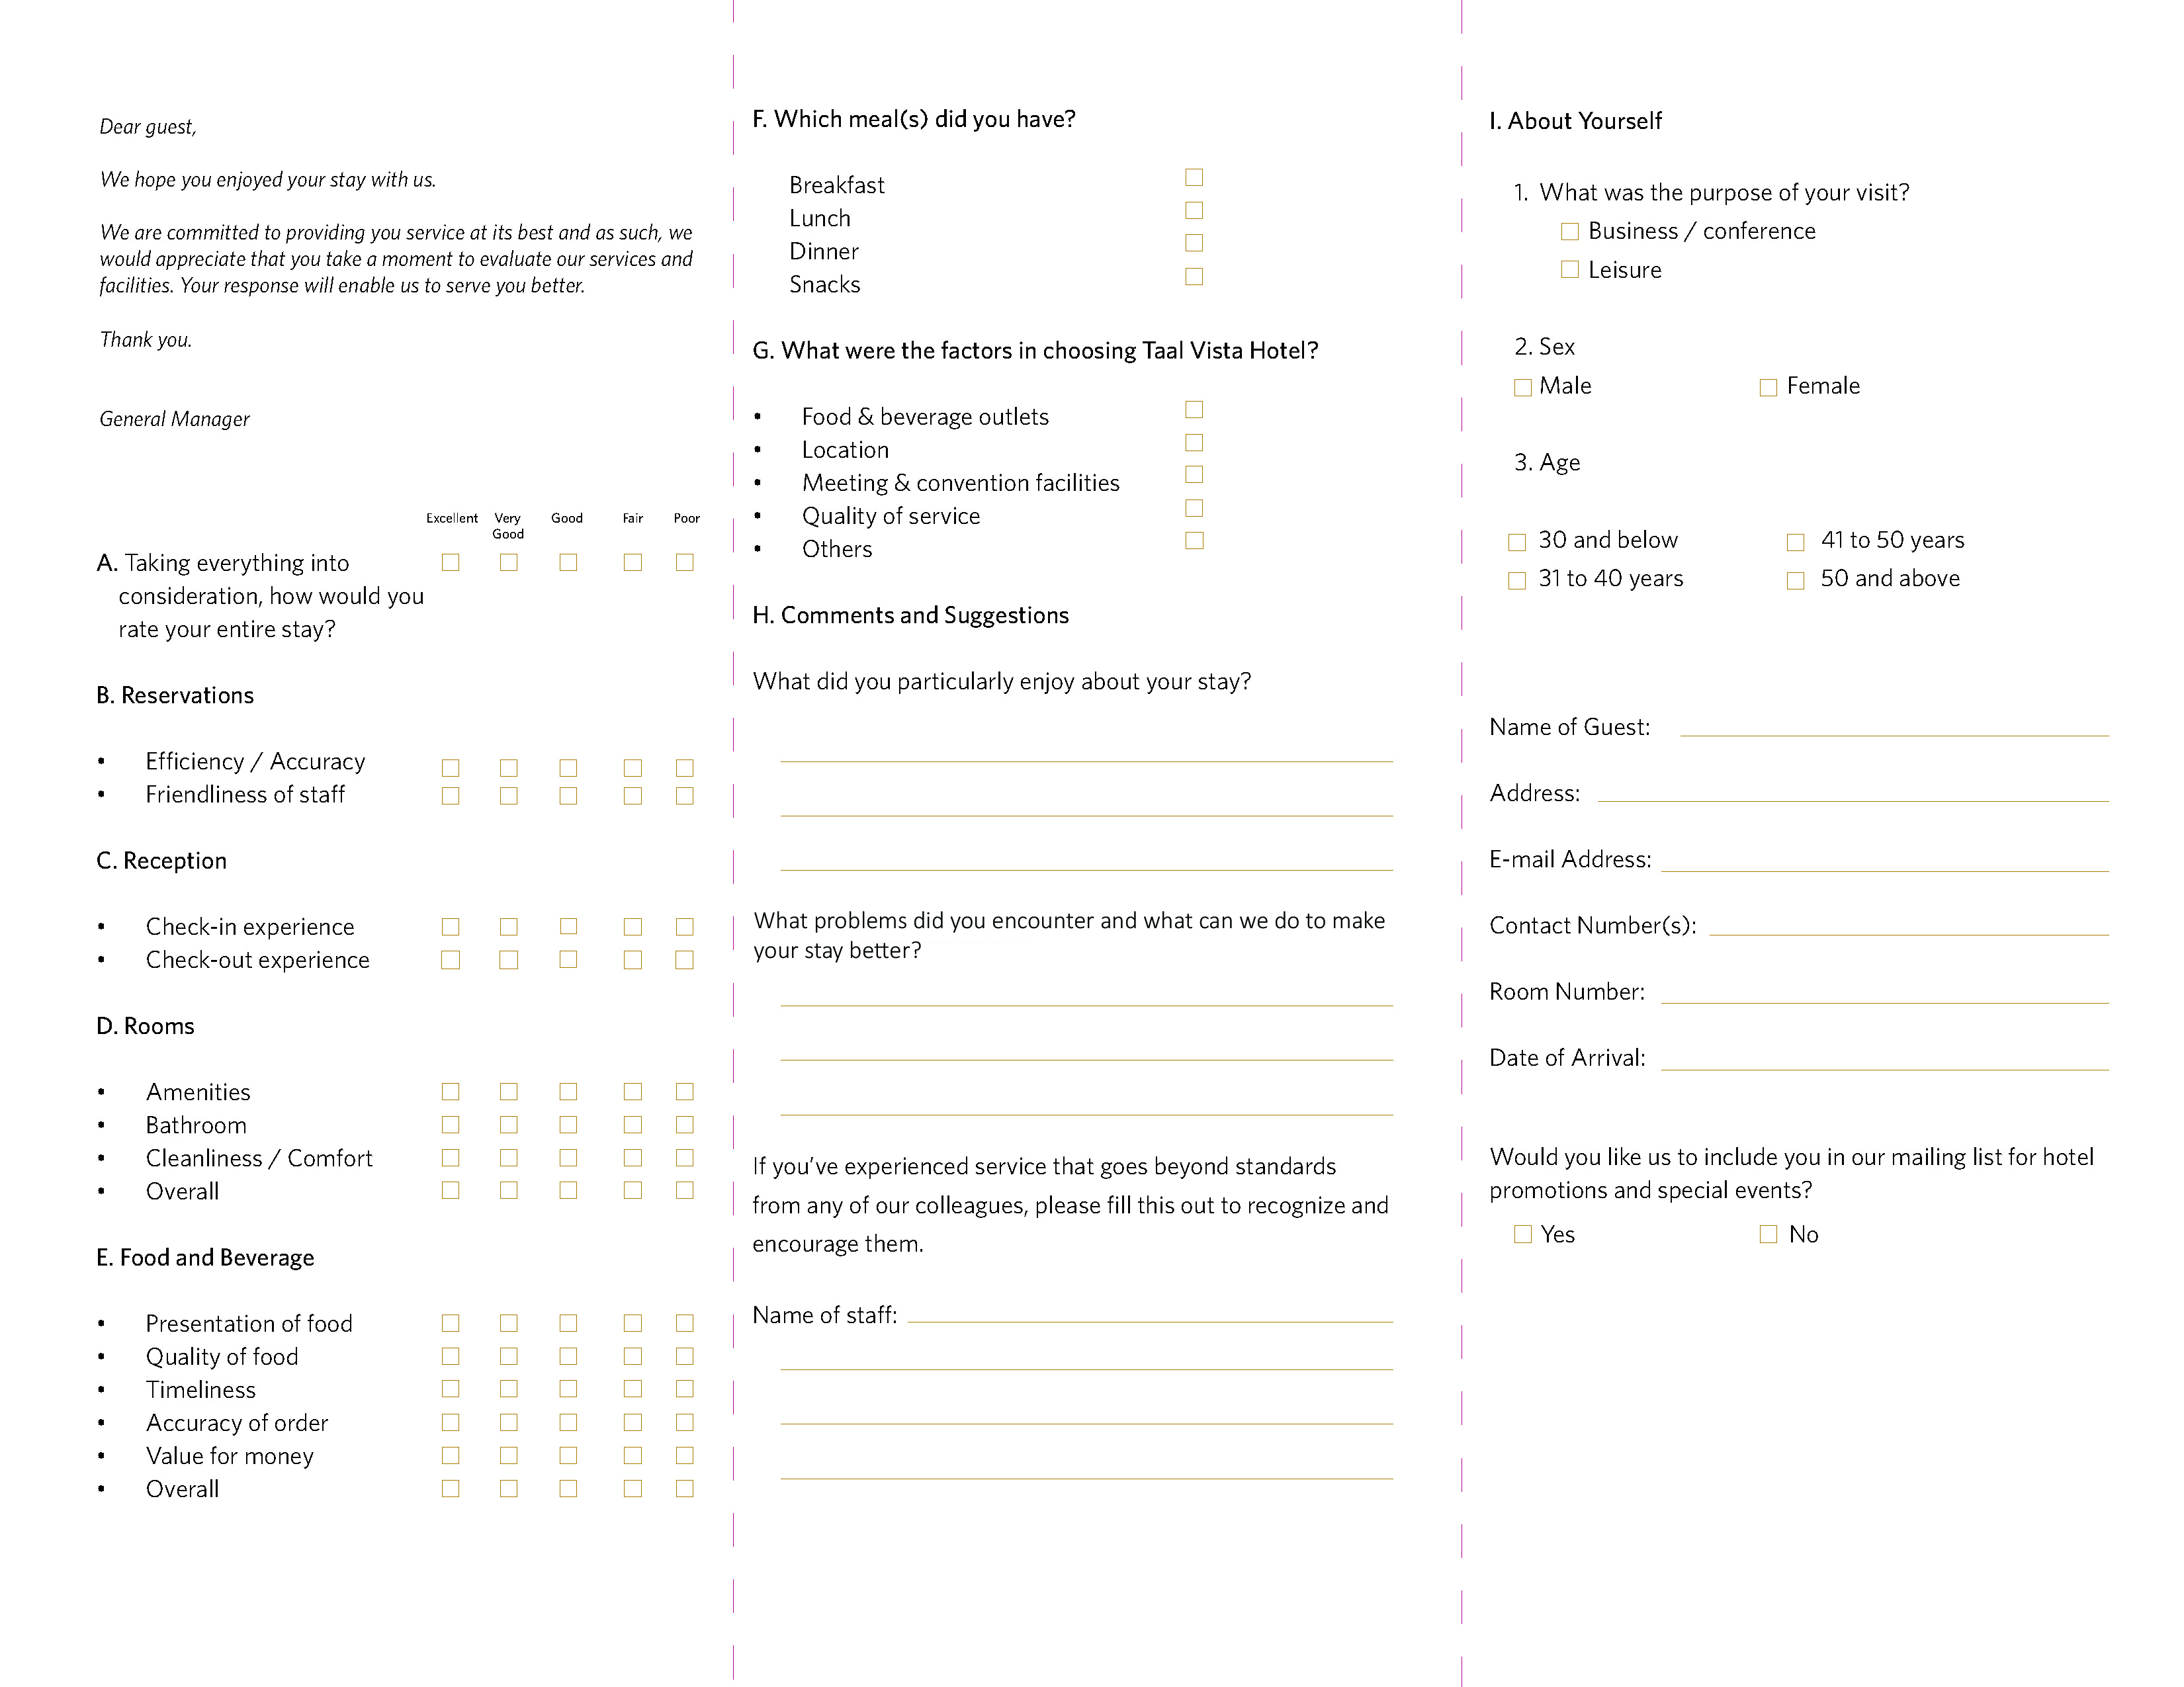 Dear guest,
We hope you enjoyed your stay with us.
We are committed to providing you service at its best and as such, we
would appreciate that you take a moment to evaluate our services and
facilities. Your response will enable us to serve you better.
Thank you.
General Manager
Excellent Very Good Good Fair Poor
A. Taking everything into
consideration, how would you
rate your entire stay?
B. Reservations
• Efficiency / Accuracy
• Friendliness of staff
C. Reception
• Check-in experience
• Check-out experience
D. Rooms
• Amenities
• Bathroom
• Cleanliness / Comfort
• Overall
E. Food and Beverage
• Presentation of food
• Quality of food
• Timeliness
• Accuracy of order
• Value for money
• Overall
F. Which meal(s) did you have?
Breakfast
Lunch
Dinner
Snacks
G. What were the factors in choosing Taal Vista Hotel?
• Food & beverage outlets
• Location
• Meeting & convention facilities
• Quality of service
• Others
H. Comments and Suggestions
What did you particularly enjoy about your stay?
What problems did you encounter and what can we do to make
your stay better?
If you've experienced service that goes beyond standards
from any of our colleagues, please fill this out to recognize and
encourage them.
Name of staff:
I. About Yourself
1. What was the purpose of your visit?
Business / conference
Leisure
2. Sex
Male Female
3. Age
30 and below 41 to 50 years
31 to 40 years 50 and above
Name of Guest:
Address:
E-mail Address:
Contact Number(s):
Room Number:
Date of Arrival:
Would you like us to include you in our mailing list for hotel
promotions and special events?
Yes No